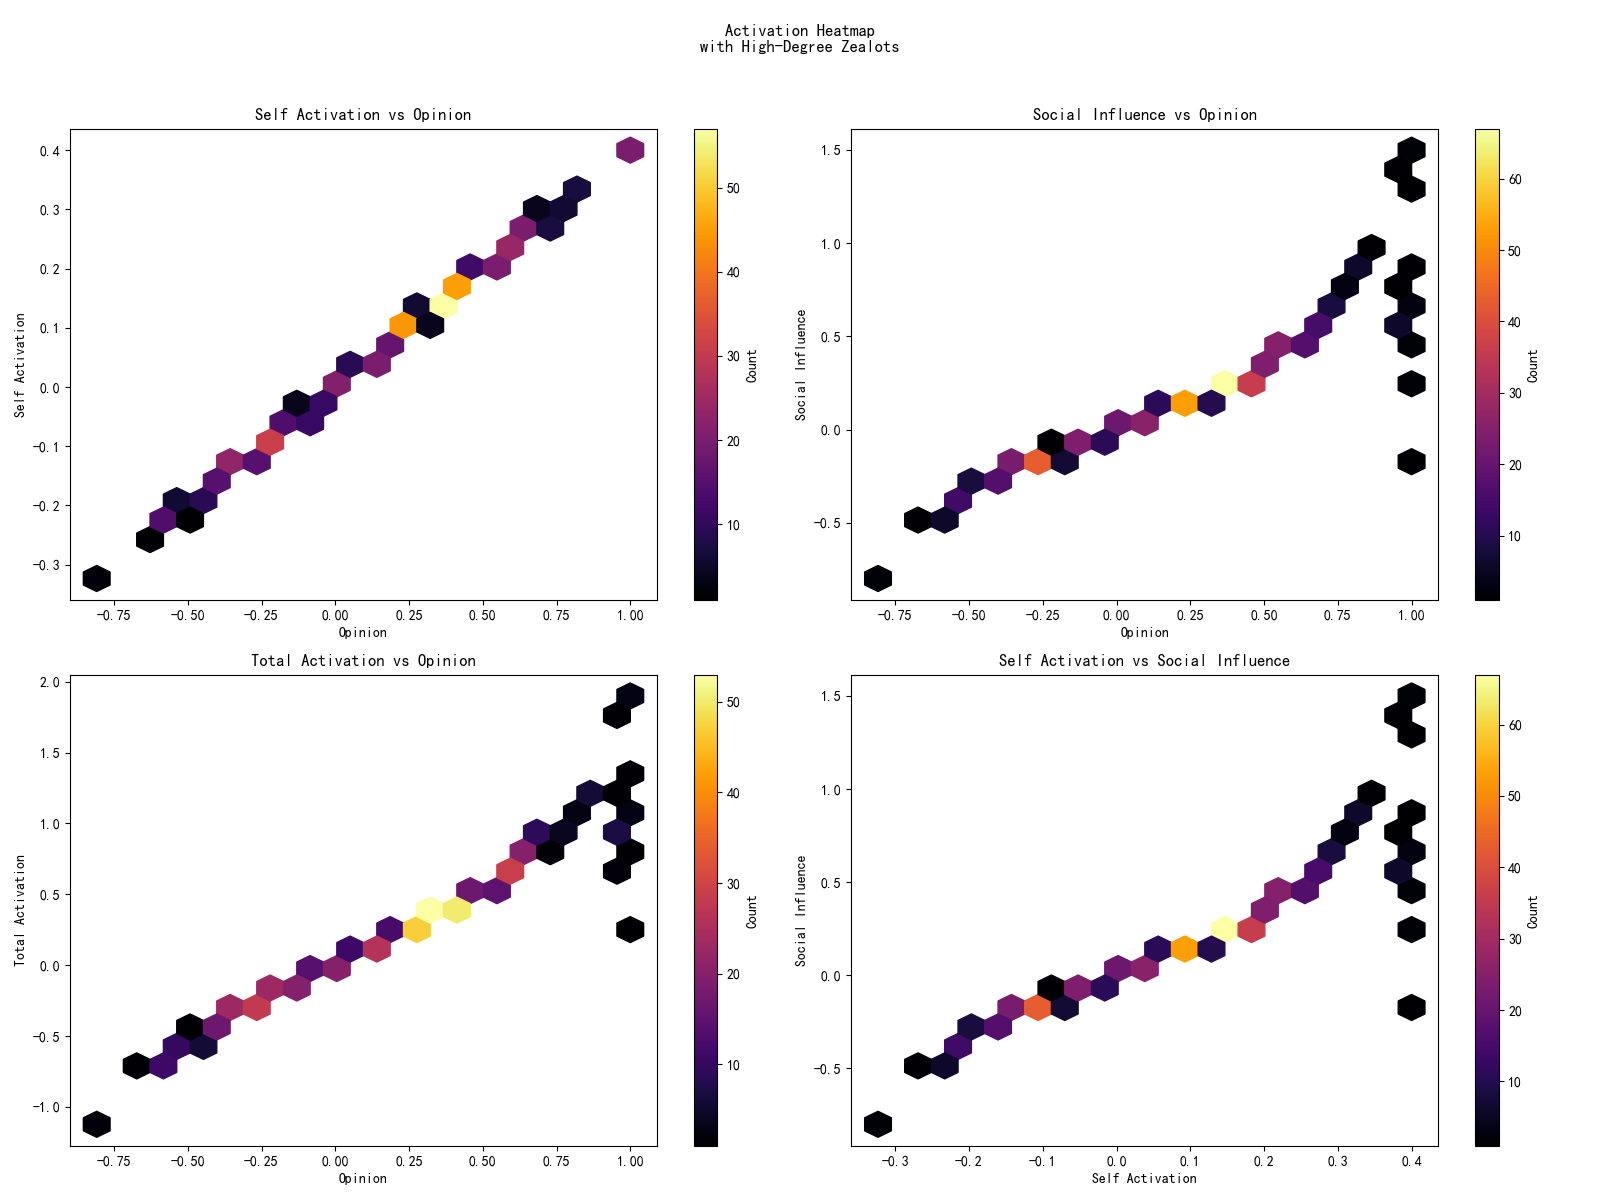 Activation Heatmap
with High-Degree Zealots
Self Activation vs Opinion
Social Influence vs Opinion
0.4
0.3
0.2
0.1
0.0
−0.1
−0.2
−0.3
Self Activation
−0.75 −0.50 −0.25 0.00 0.25 0.50 0.75 1.00
Opinion
50
40
30
20
10
Count
1.5
1.0
0.5
0.0
−0.5
Social Influence
−0.75 −0.50 −0.25 0.00 0.25 0.50 0.75 1.00
Opinion
60
50
40
30
20
10
Count
Total Activation vs Opinion
Self Activation vs Social Influence
2.0
1.5
1.0
0.5
0.0
−0.5
−1.0
Total Activation
−0.75 −0.50 −0.25 0.00 0.25 0.50 0.75 1.00
Opinion
50
40
30
20
10
Count
1.5
1.0
0.5
0.0
−0.5
Social Influence
−0.3 −0.2 −0.1 0.0 0.1 0.2 0.3 0.4
Self Activation
60
50
40
30
20
10
Count